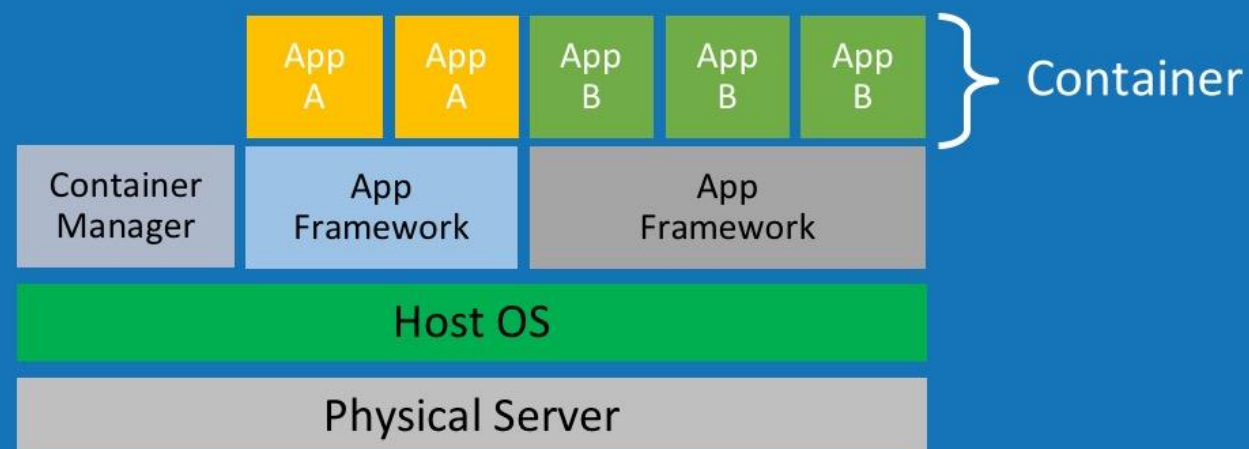 App
A
App
A
App
B
App
B
App
B
Container
Container
Manager
App
Framework
App
Framework
Host OS
Physical Server